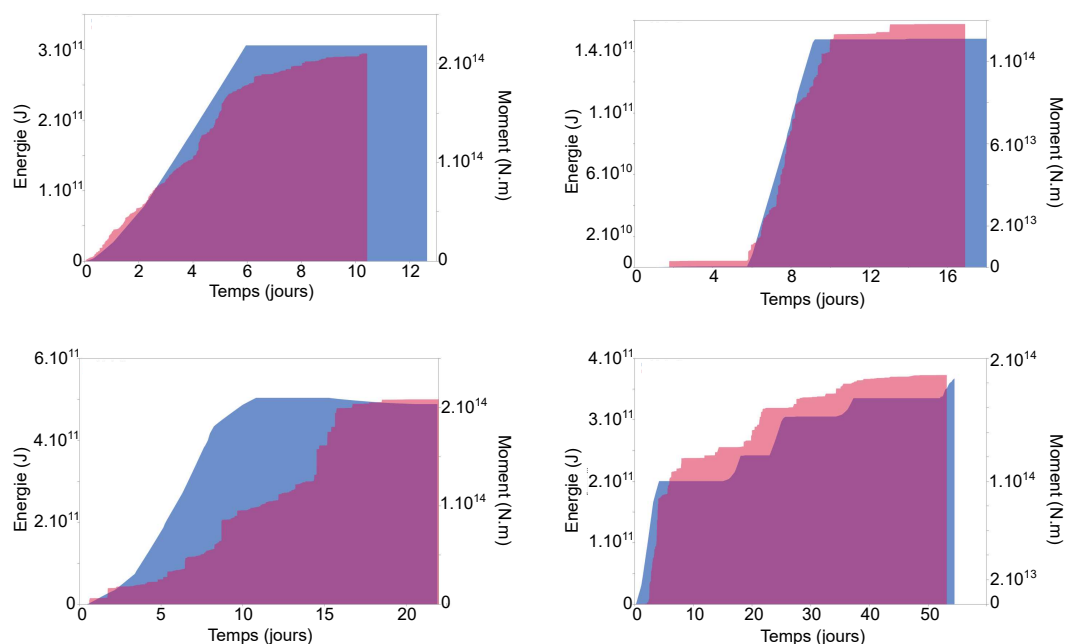 Energie (J)
3.10¹¹
2.10¹¹
1.10¹¹
0
Moment (N.m)
2.10¹⁴
1.10¹⁴
0
0 2 4 6 8 10 12
Temps (jours)
Energie (J)
1.4.10¹¹
1.10¹¹
6.10¹⁰
2.10¹⁰
0
Moment (N.m)
1.10¹⁴
6.10¹³
2.10¹³
0
0 4 8 12 16
Temps (jours)
Energie (J)
6.10¹¹
4.10¹¹
2.10¹¹
0
Moment (N.m)
2.10¹⁴
1.10¹⁴
0
0 5 10 15 20
Temps (jours)
Energie (J)
4.10¹¹
3.10¹¹
2.10¹¹
1.10¹¹
0
Moment (N.m)
2.10¹⁴
1.10¹⁴
2.10¹³
0
0 10 20 30 40 50
Temps (jours)